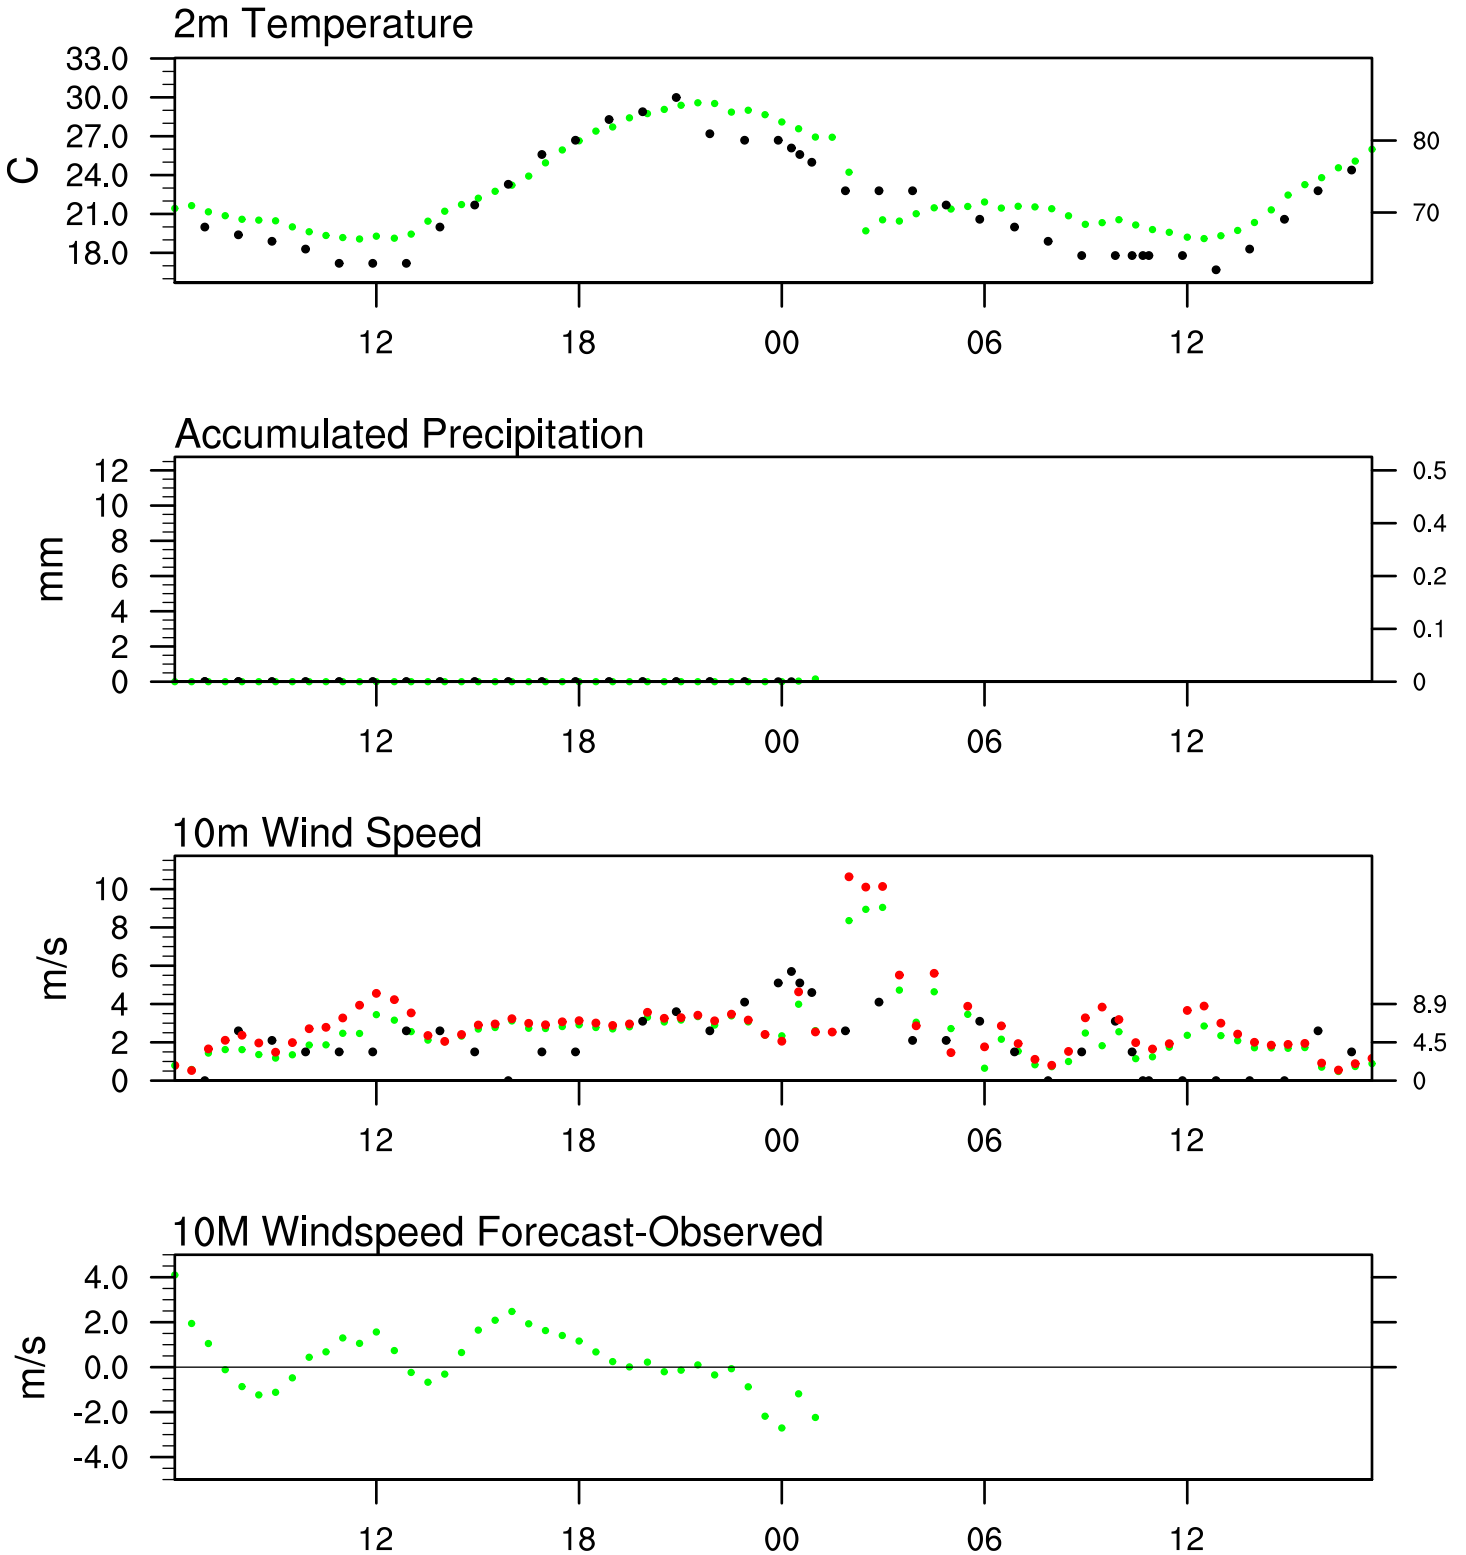 2m Temperature
33.0
30.0
27.0
24.0
21.0
18.0
C
80
70
12 18 00 06 12
Accumulated Precipitation
12
10
8
6
4
2
0
mm
0.5
0.4
0.2
0.1
0
12 18 00 06 12
10m Wind Speed
10
8
6
4
2
0
m/s
8.9
4.5
0
12 18 00 06 12
10M Windspeed Forecast-Observed
4.0
2.0
0.0
-2.0
-4.0
m/s
12 18 00 06 12